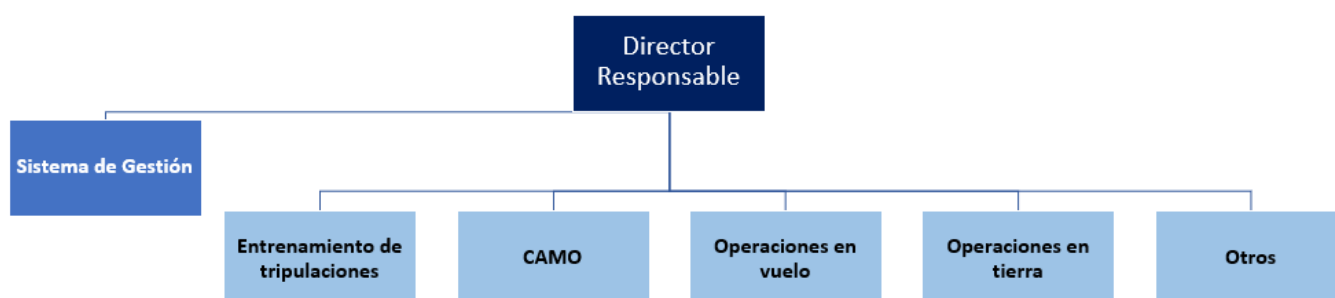 Director
Responsable
Sistema de Gestión
Entrenamiento de
tripulaciones
CAMO
Operaciones en
vuelo
Operaciones en
tierra
Otros